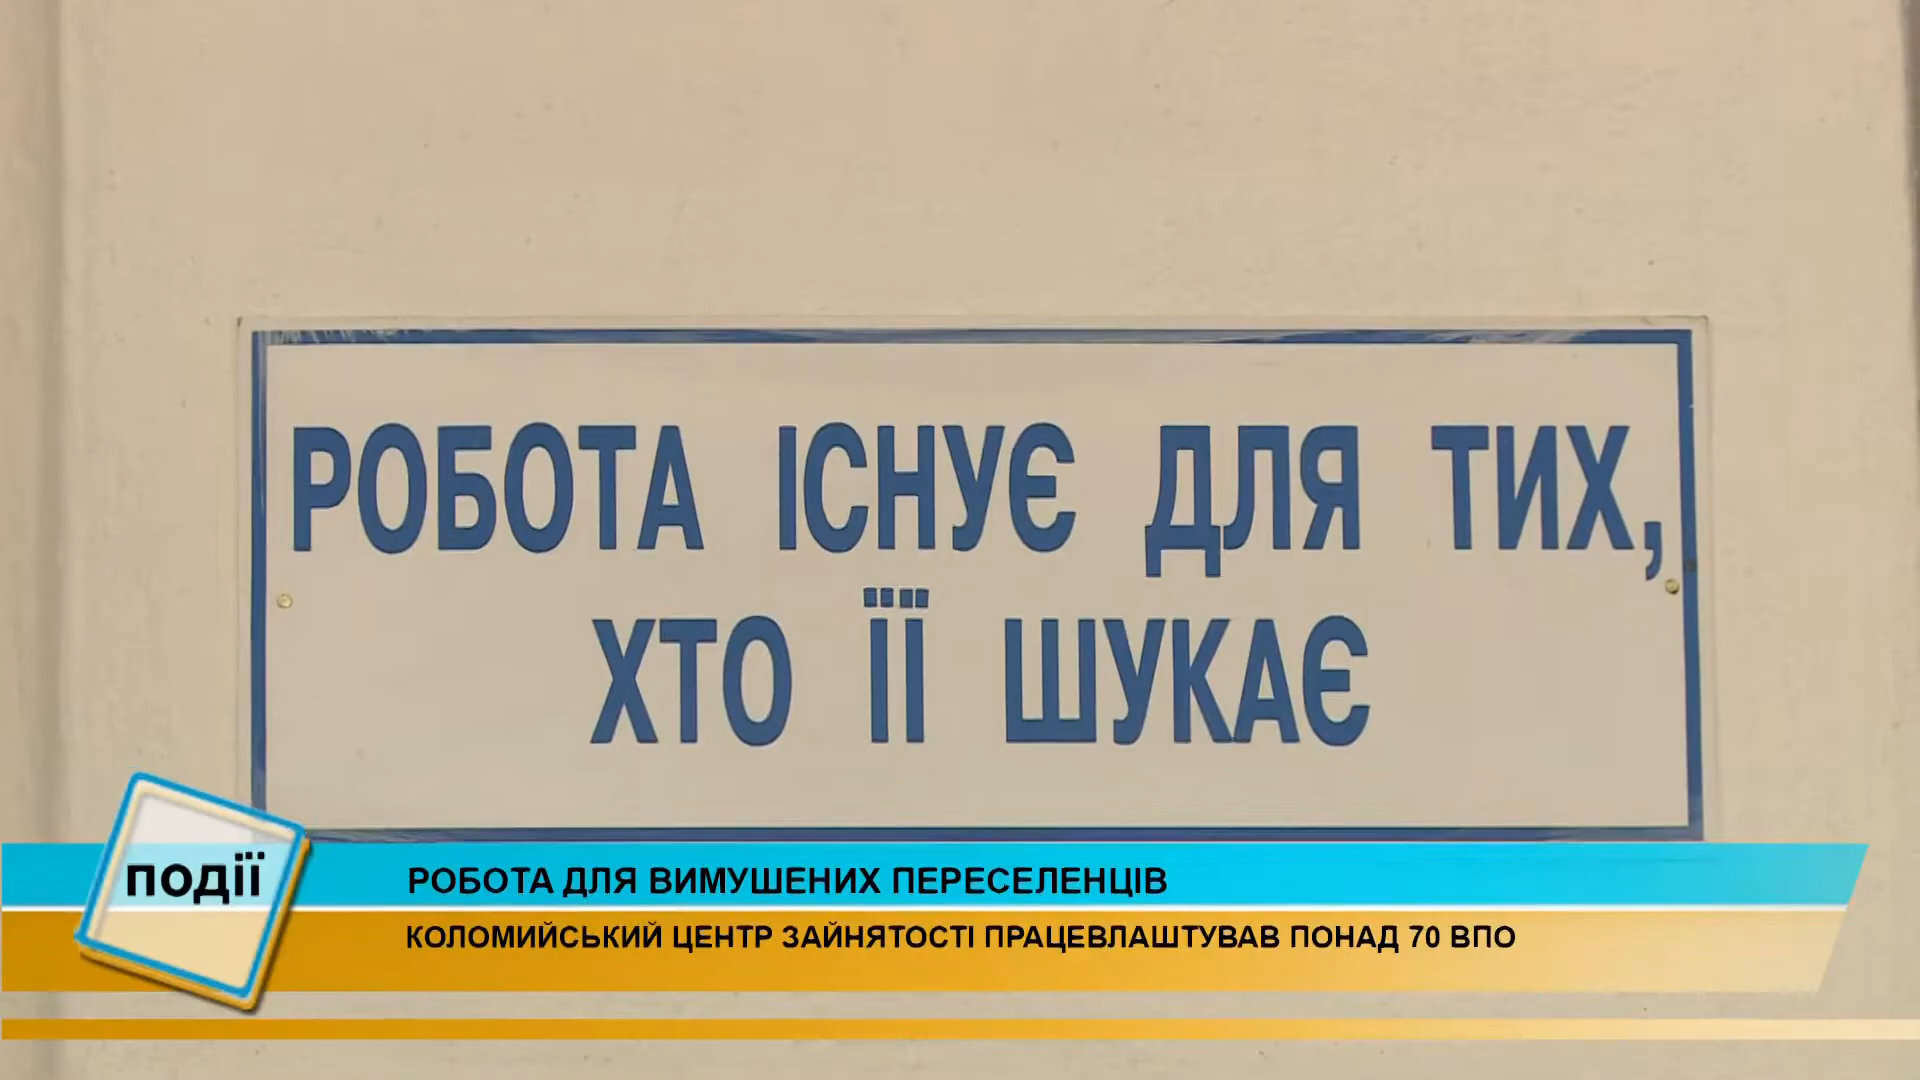 РОБОТА ІСНУЄ ДЛЯ ТИХ,
ХТО ЇЇ ШУКАЄ
події
РОБОТА ДЛЯ ВИМУШЕНИХ ПЕРЕСЕЛЕНЦІВ
КОЛОМИЙСЬКИЙ ЦЕНТР ЗАЙНЯТОСТІ ПРАЦЕВЛАШТУВАВ ПОНАД 70 ВПО